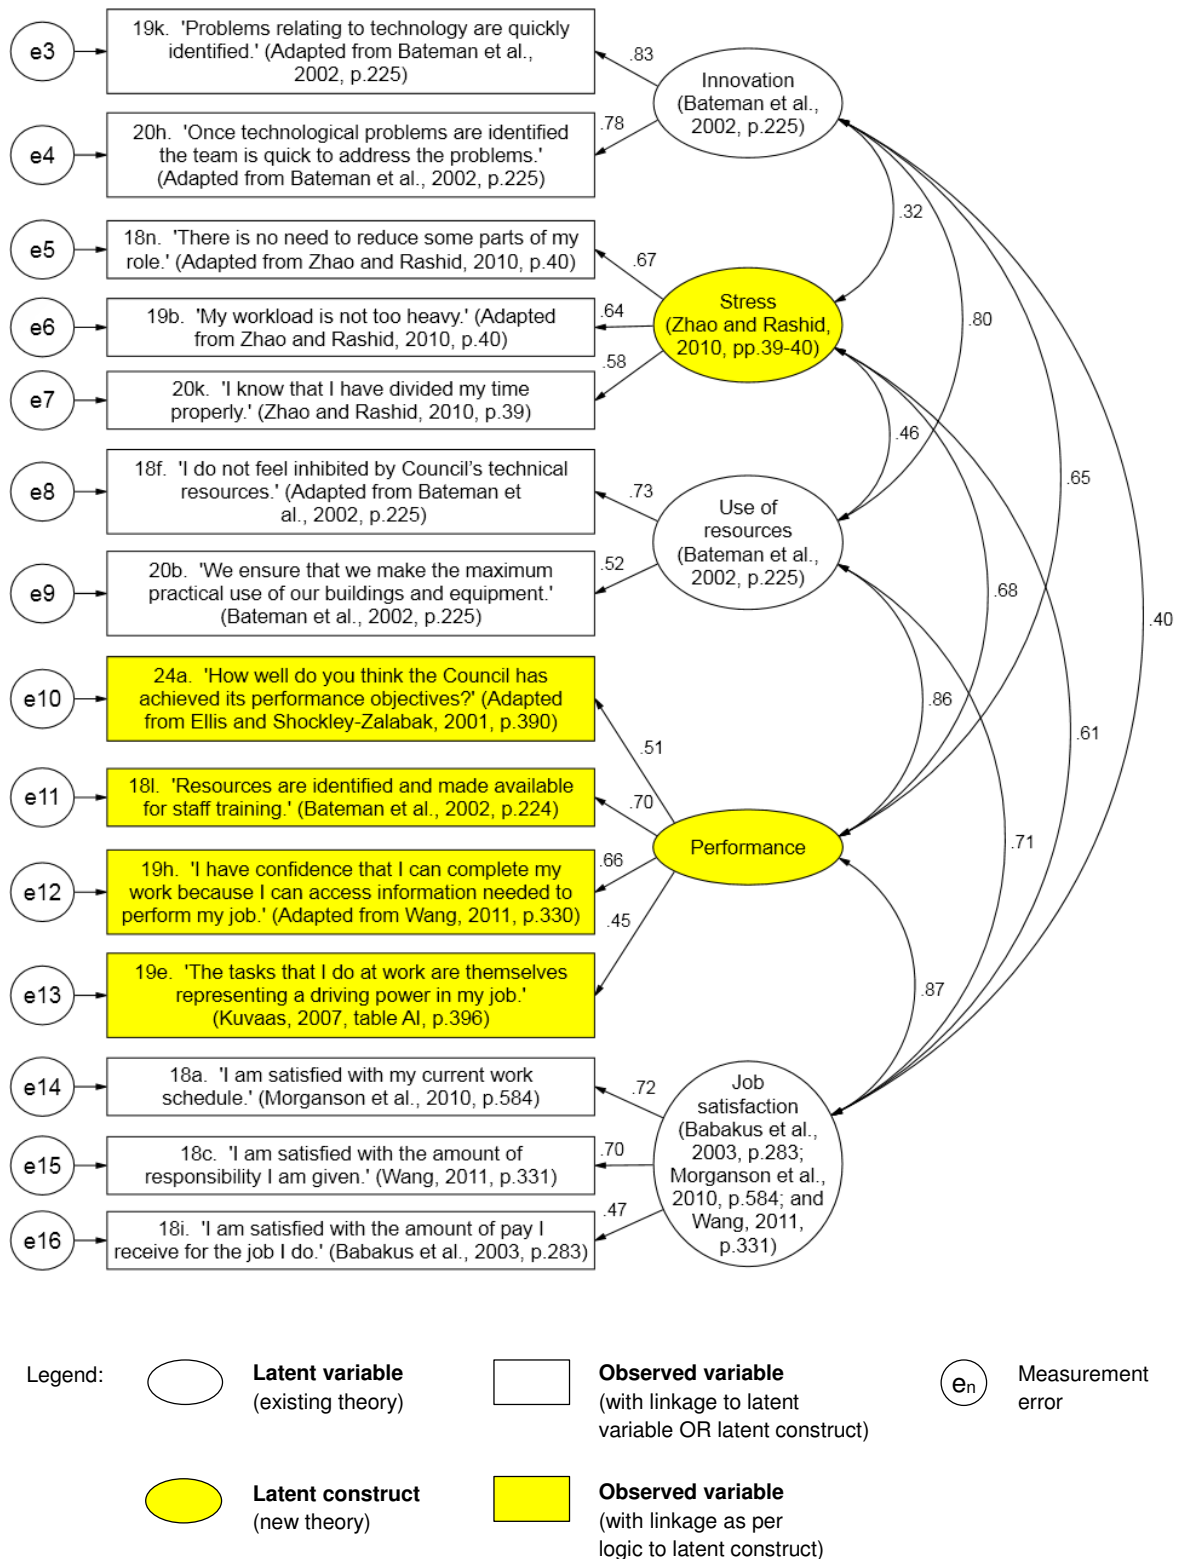 e3
19k.  'Problems relating to technology are quickly
identified.' (Adapted from Bateman et al.,
2002, p.225)
.83
Innovation
(Bateman et al.,
2002, p.225)
e4
20h.  'Once technological problems are identified
the team is quick to address the problems.'
(Adapted from Bateman et al., 2002, p.225)
.78
.32
e5
18n.  'There is no need to reduce some parts of my
role.' (Adapted from Zhao and Rashid, 2010, p.40)
.67
Stress
(Zhao and Rashid,
2010, pp.39-40)
.80
e6
19b.  'My workload is not too heavy.' (Adapted
from Zhao and Rashid, 2010, p.40)
.64
.58
e7
20k.  'I know that I have divided my time
properly.' (Zhao and Rashid, 2010, p.39)
.46
.65
e8
18f.  'I do not feel inhibited by Council's technical
resources.' (Adapted from Bateman et
al., 2002, p.225)
.73
Use of
resources
(Bateman et al.,
2002, p.225)
e9
20b.  'We ensure that we make the maximum
practical use of our buildings and equipment.'
(Bateman et al., 2002, p.225)
.52
.68
.40
e10
24a.  'How well do you think the Council has
achieved its performance objectives?' (Adapted
from Ellis and Shockley-Zalabak, 2001, p.390)
.51
.86
.61
e11
18l.  'Resources are identified and made available
for staff training.' (Bateman et al., 2002, p.224)
.70
Performance
.71
e12
19h.  'I have confidence that I can complete my
work because I can access information needed to
perform my job.' (Adapted from Wang, 2011, p.330)
.66
.45
e13
19e.  'The tasks that I do at work are themselves
representing a driving power in my job.'
(Kuvaas, 2007, table AI, p.396)
.87
e14
18a.  'I am satisfied with my current work
schedule.' (Morganson et al., 2010, p.584)
.72
Job
satisfaction
(Babakus et al.,
2003, p.283;
Morganson et al.,
2010, p.584; and
Wang, 2011,
p.331)
e15
18c.  'I am satisfied with the amount of
responsibility I am given.' (Wang, 2011, p.331)
.70
.47
e16
18i.  'I am satisfied with the amount of pay I
receive for the job I do.' (Babakus et al., 2003, p.283)
Legend:
Latent variable
(existing theory)
Observed variable
(with linkage to latent
variable OR latent construct)
en
Measurement
error
Latent construct
(new theory)
Observed variable
(with linkage as per
logic to latent construct)